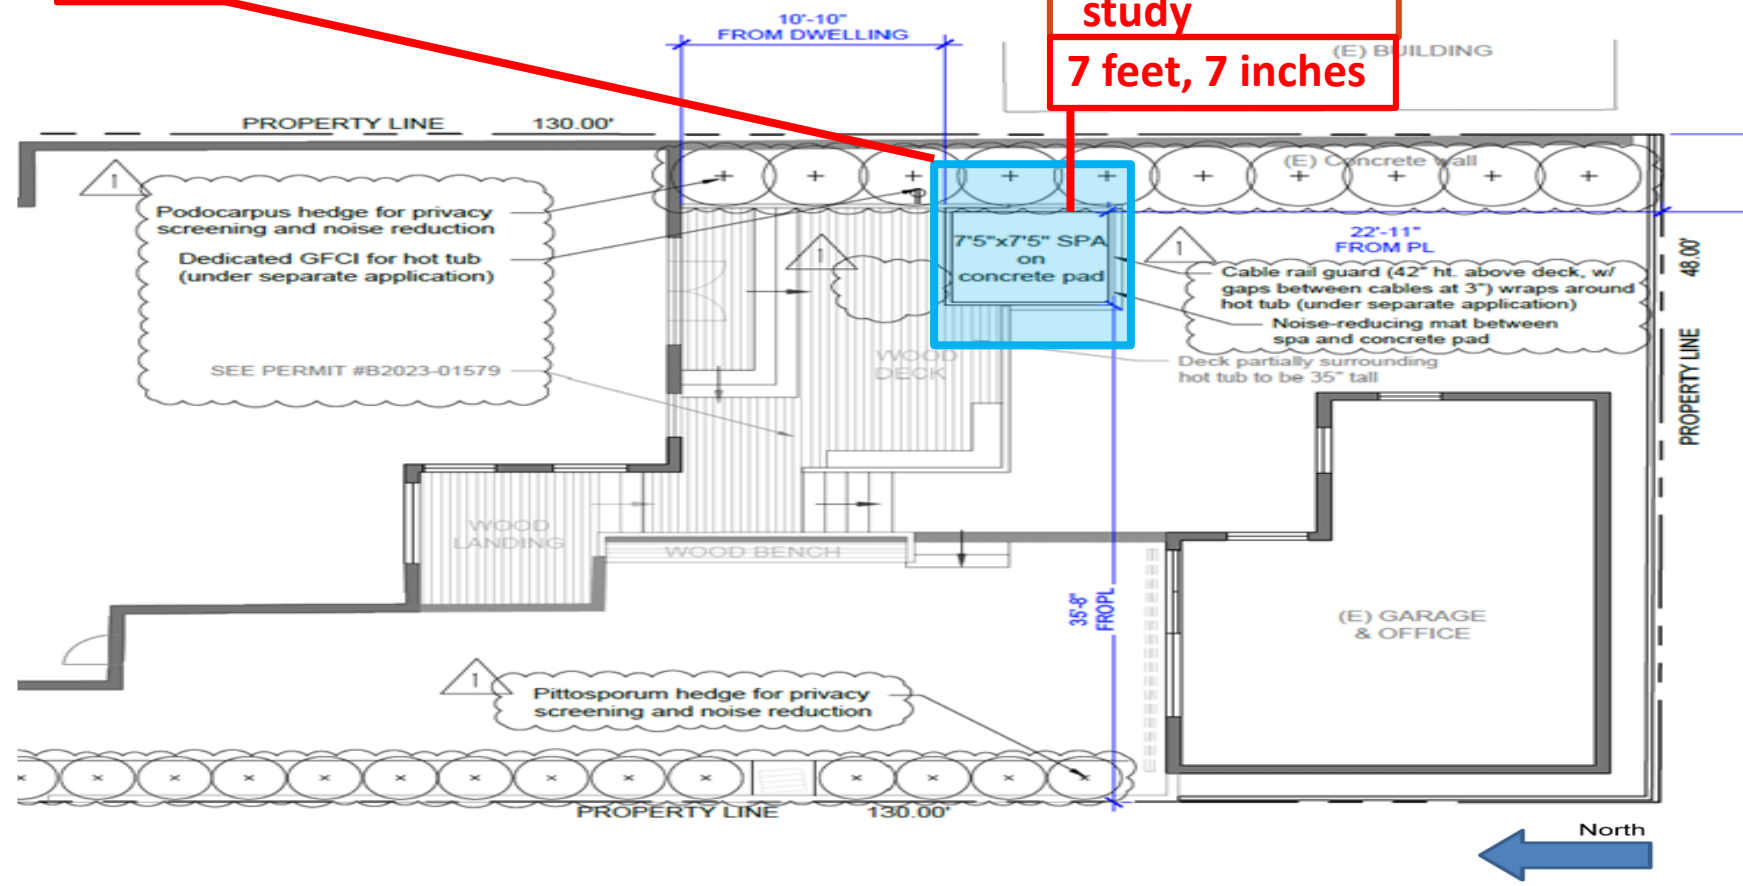 study
7 feet, 7 inches
10'-10"
FROM DWELLING
(E) BUILDING
PROPERTY LINE 130.00'
(E) Concrete wall
1
Podocarpus hedge for privacy
screening and noise reduction
Dedicated GFCI for hot tub
(under separate application)
SEE PERMIT #B2023-01579
1
7'5"x7'5" SPA
on
concrete pad
1
22'-11"
FROM PL
Cable rail guard (42" ht. above deck, w/
gaps between cables at 3") wraps around
hot tub (under separate application)
Noise-reducing mat between
spa and concrete pad
Deck partially surrounding
hot tub to be 35" tall
48.00'
PROPERTY LINE
WOOD
DECK
WOOD
LANDING
WOOD BENCH
35'-8"
FROPL
(E) GARAGE
& OFFICE
1
Pittosporum hedge for privacy
screening and noise reduction
PROPERTY LINE 130.00'
North